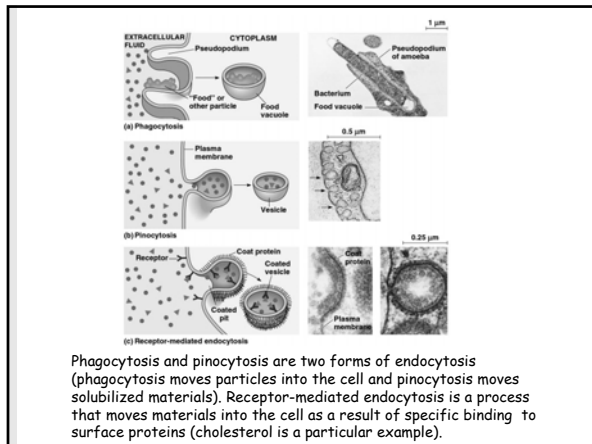 1 µm
EXTRACELLULAR FLUID
CYTOPLASM
Pseudopodium
"Food" or other particle
Food vacuole
Pseudopodium of amoeba
Bacterium
Food vacuole
(a) Phagocytosis
0.5 µm
Plasma membrane
Vesicle
(b) Pinocytosis
0.25 µm
Receptor
Coat protein
Coated vesicle
Coated pit
Coat protein
Plasma membrane
(c) Receptor-mediated endocytosis
Phagocytosis and pinocytosis are two forms of endocytosis
(phagocytosis moves particles into the cell and pinocytosis moves
solubilized materials). Receptor-mediated endocytosis is a process
that moves materials into the cell as a result of specific binding to
surface proteins (cholesterol is a particular example).